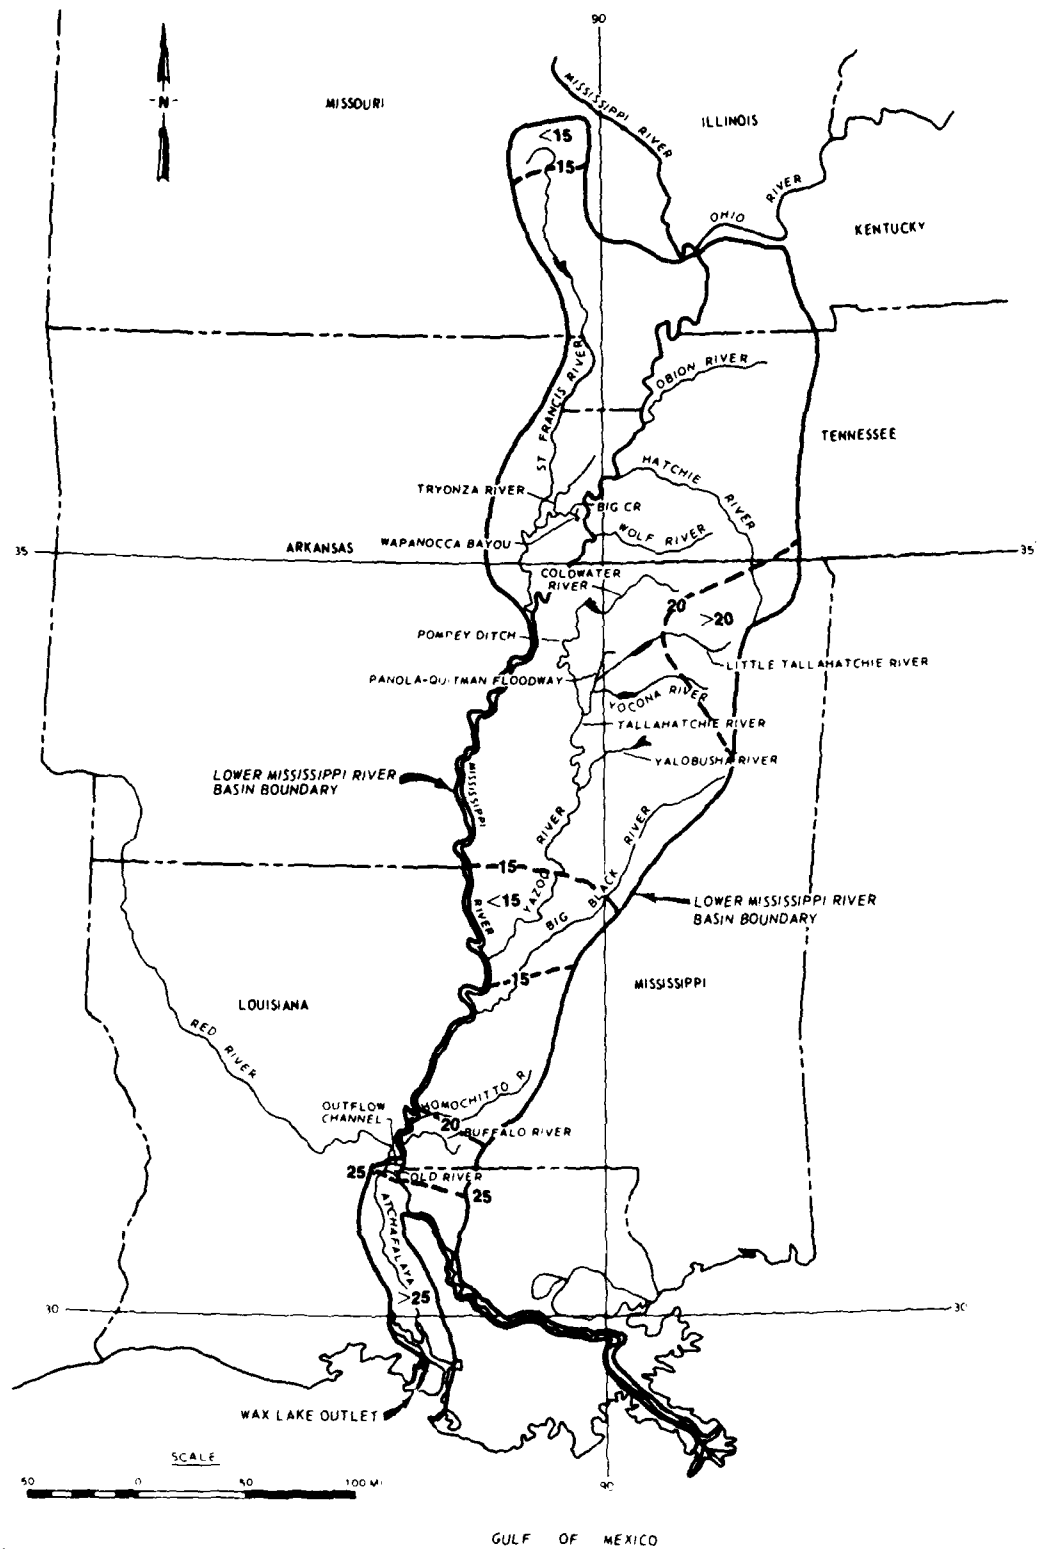 90
N
MISSOURI
MISSISSIPPI RIVER
ILLINOIS
<15
15
OHIO RIVER
KENTUCKY
OBION RIVER
ST FRANCIS RIVER
TENNESSEE
HATCHIE RIVER
TRYONZA RIVER
BIG CR
WOLF RIVER
WAPANOCCA BAYOU
ARKANSAS
35
35
COLDWATER
RIVER
20
>20
POMPEY DITCH
LITTLE TALLAHATCHIE RIVER
PANOLA-QUITMAN FLOODWAY
YOCONA RIVER
TALLAHATCHIE RIVER
YALOBUSHA RIVER
LOWER MISSISSIPPI RIVER
BASIN BOUNDARY
MISSISSIPPI RIVER
YAZOO RIVER
BIG BLACK RIVER
15
<15
LOWER MISSISSIPPI RIVER
BASIN BOUNDARY
15
MISSISSIPPI
LOUISIANA
RED RIVER
HOMOCHITTO R
OUTFLOW
CHANNEL
20
BUFFALO RIVER
25
OLD RIVER
25
ATCHAFALAYA
>25
30
30
WAX LAKE OUTLET
SCALE
50 0 50 100 MI
90
GULF OF MEXICO